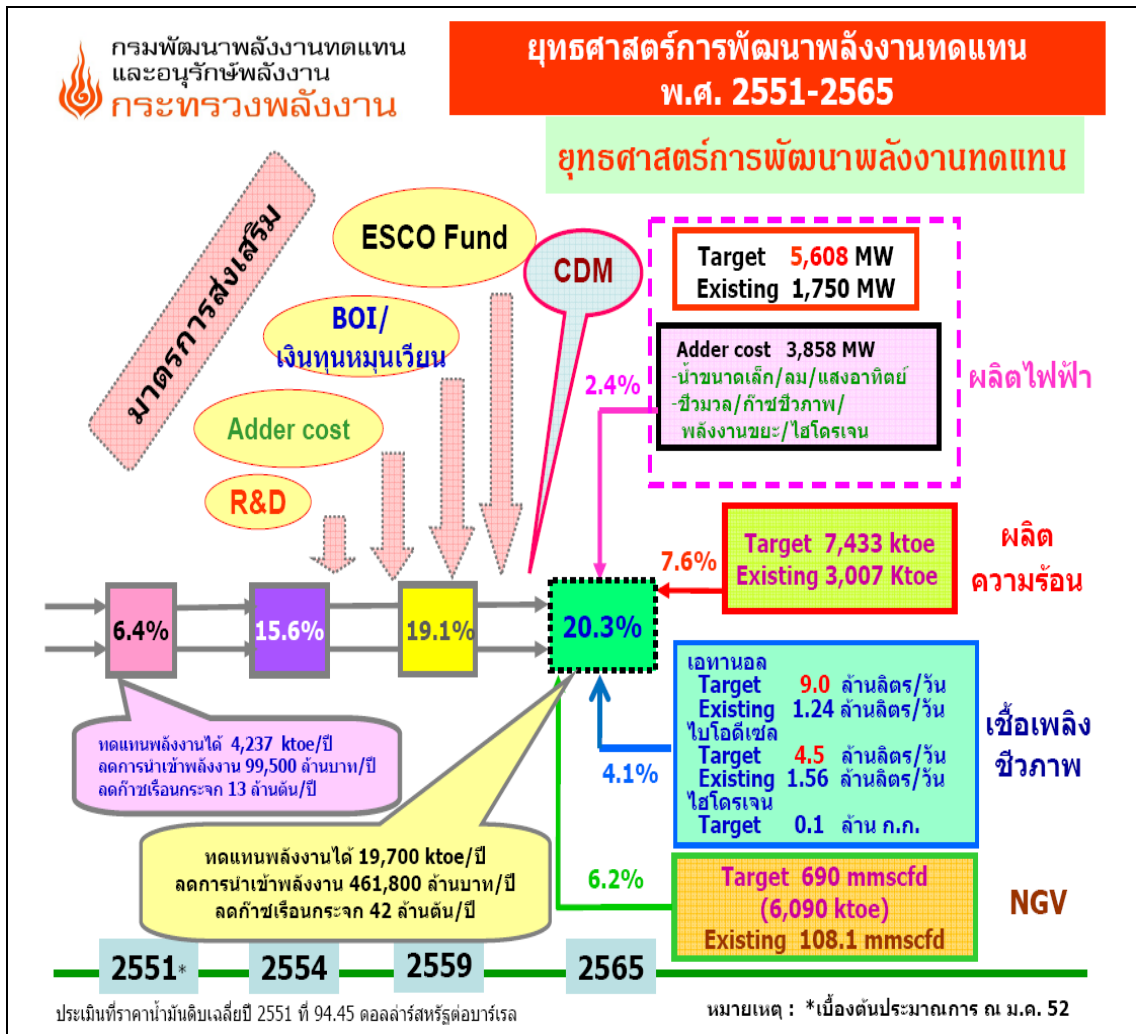 กรมพัฒนาพลังงานทดแทน
และอนุรักษ์พลังงาน
กระทรวงพลังงาน
ยุทธศาสตร์การพัฒนาพลังงานทดแทน
พ.ศ. 2551-2565
ยุทธศาสตร์การพัฒนาพลังงานทดแทน
มาตรการส่งเสริม
ESCO Fund
CDM
BOI/
เงินทุนหมุนเวียน
Adder cost
R&D
Target 5,608 MW
Existing 1,750 MW
Adder cost 3,858 MW
-น้ำขนาดเล็ก/ลม/แสงอาทิตย์
-ชีวมวล/ก๊าซชีวภาพ/
พลังงานขยะ/ไฮโดรเจน
ผลิตไฟฟ้า
2.4%
Target 7,433 ktoe
Existing 3,007 Ktoe
ผลิต
ความร้อน
7.6%
6.4%
15.6%
19.1%
20.3%
เอทานอล
Target 9.0 ล้านลิตร/วัน
Existing 1.24 ล้านลิตร/วัน
ไบโอดีเซล
Target 4.5 ล้านลิตร/วัน
Existing 1.56 ล้านลิตร/วัน
ไฮโดรเจน
Target 0.1 ล้าน ก.ก.
เชื้อเพลิง
ชีวภาพ
4.1%
ทดแทนพลังงานได้ 4,237 ktoe/ปี
ลดการนำเข้าพลังงาน 99,500 ล้านบาท/ปี
ลดก๊าซเรือนกระจก 13 ล้านตัน/ปี
ทดแทนพลังงานได้ 19,700 ktoe/ปี
ลดการนำเข้าพลังงาน 461,800 ล้านบาท/ปี
ลดก๊าซเรือนกระจก 42 ล้านตัน/ปี
6.2%
Target 690 mmscfd
(6,090 ktoe)
Existing 108.1 mmscfd
NGV
2551*
2554
2559
2565
ประเมินที่ราคาน้ำมันดิบเฉลี่ยปี 2551 ที่ 94.45 ดอลล่าร์สหรัฐต่อบาร์เรล
หมายเหตุ : *เบื้องต้นประมาณการ ณ ม.ค. 52